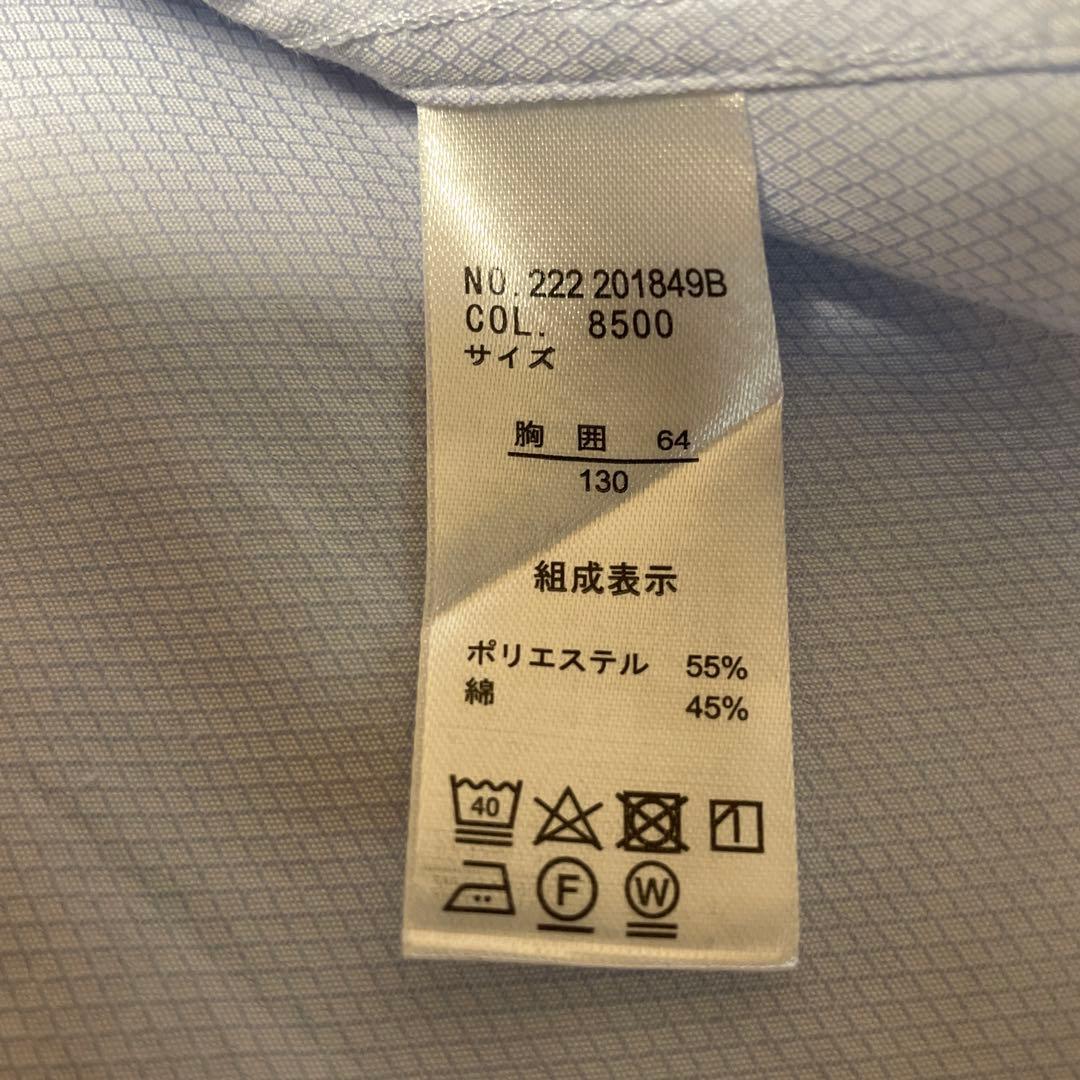 NO. 222 201849B
COL. 8500
サイズ
胸 囲 64
130
組成表示
ポリエステル 55%
綿 45%
40
F W